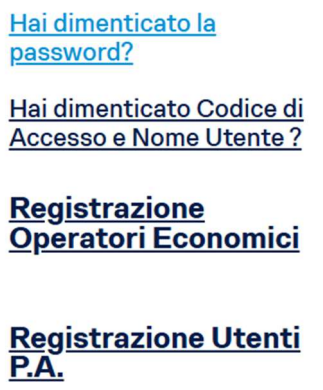 Hai dimenticato la
password?
Hai dimenticato Codice di
Accesso e Nome Utente ?
Registrazione
Operatori Economici
Registrazione Utenti
P.A.